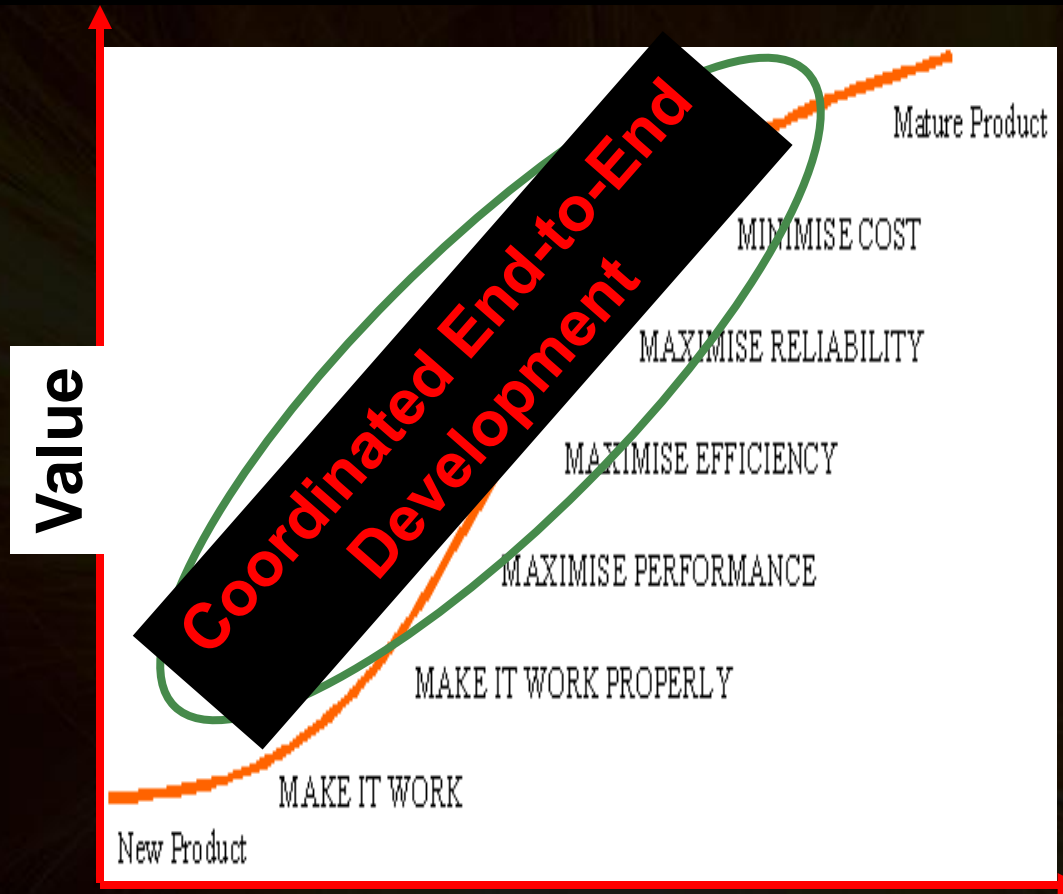 Value
Coordinated End-to-End
Development
Mature Product
MINIMISE COST
MAXIMISE RELIABILITY
MAXIMISE EFFICIENCY
MAXIMISE PERFORMANCE
MAKE IT WORK PROPERLY
MAKE IT WORK
New Product